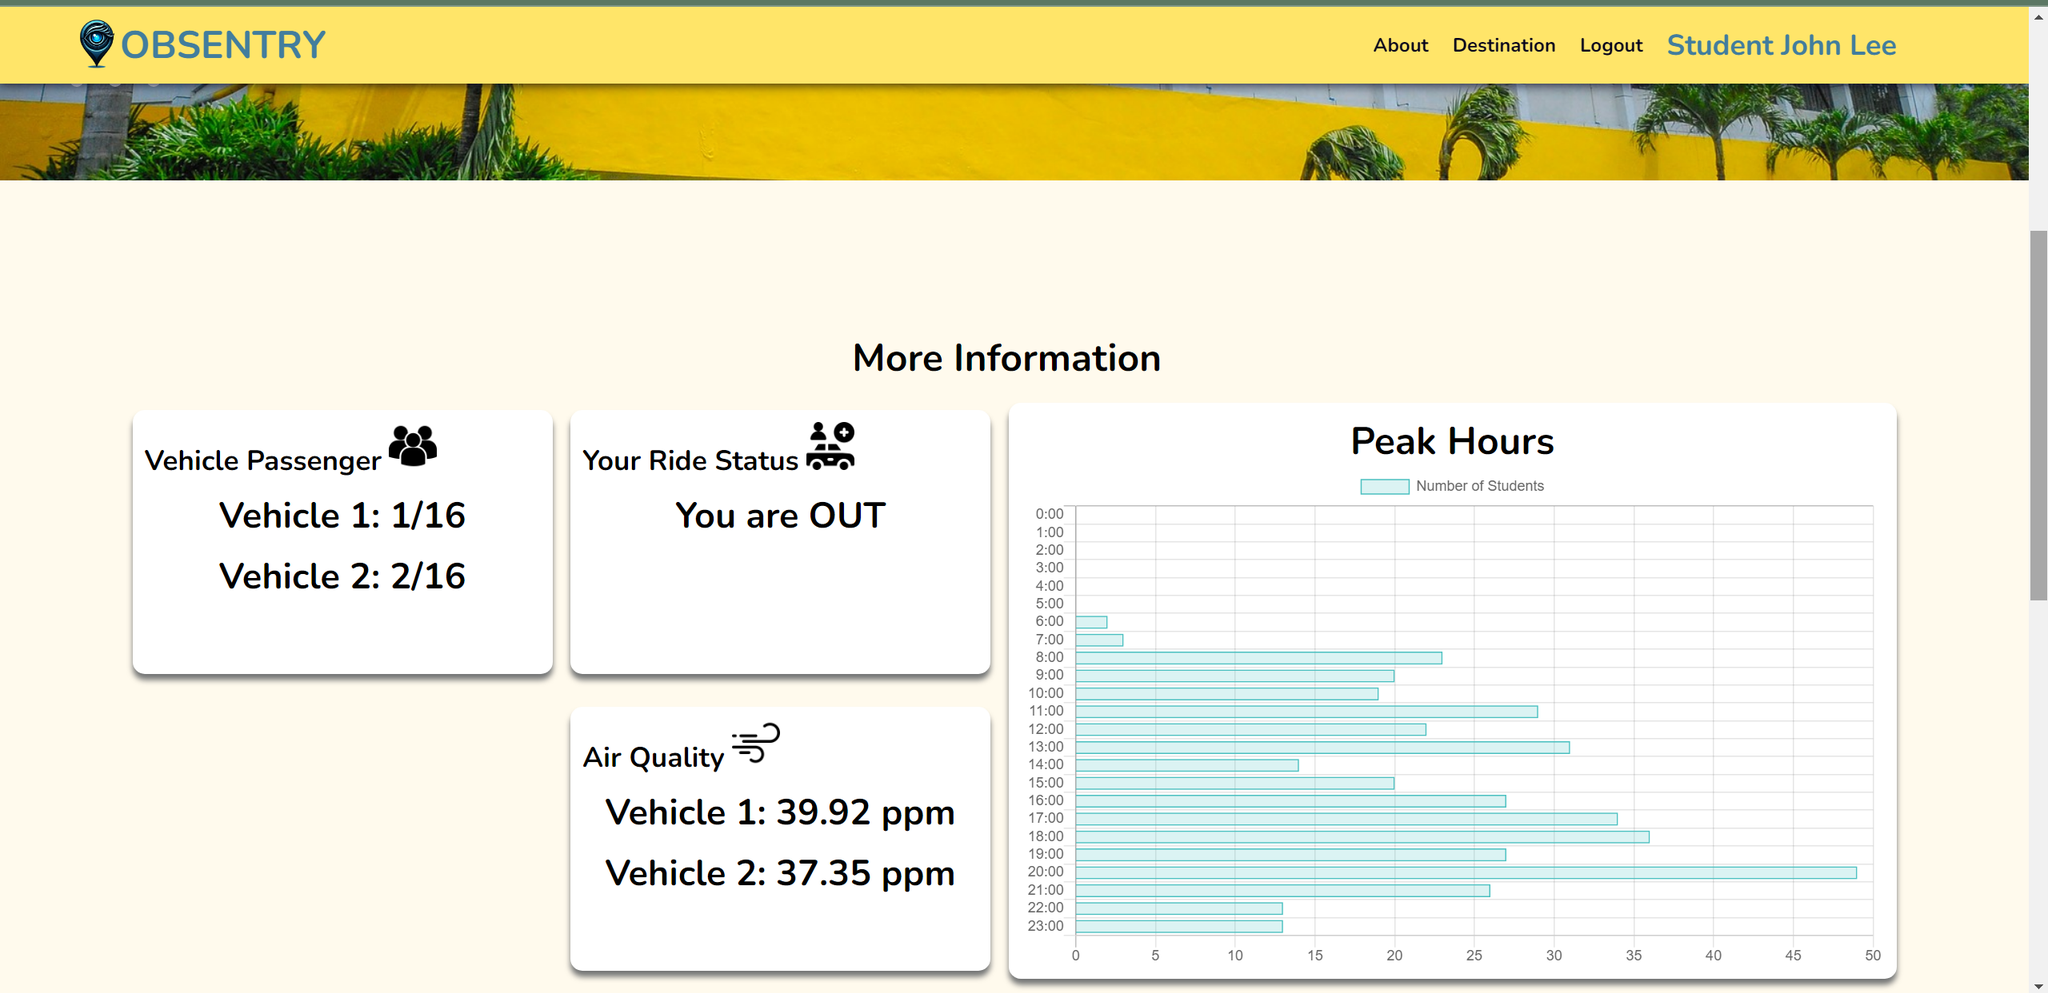 OBSENTRY
About Destination Logout Student John Lee
More Information
Vehicle Passenger
Vehicle 1: 1/16
Vehicle 2: 2/16
Your Ride Status
You are OUT
Air Quality
Vehicle 1: 39.92 ppm
Vehicle 2: 37.35 ppm
Peak Hours
Number of Students
0:00
1:00
2:00
3:00
4:00
5:00
6:00
7:00
8:00
9:00
10:00
11:00
12:00
13:00
14:00
15:00
16:00
17:00
18:00
19:00
20:00
21:00
22:00
23:00
0 5 10 15 20 25 30 35 40 45 50